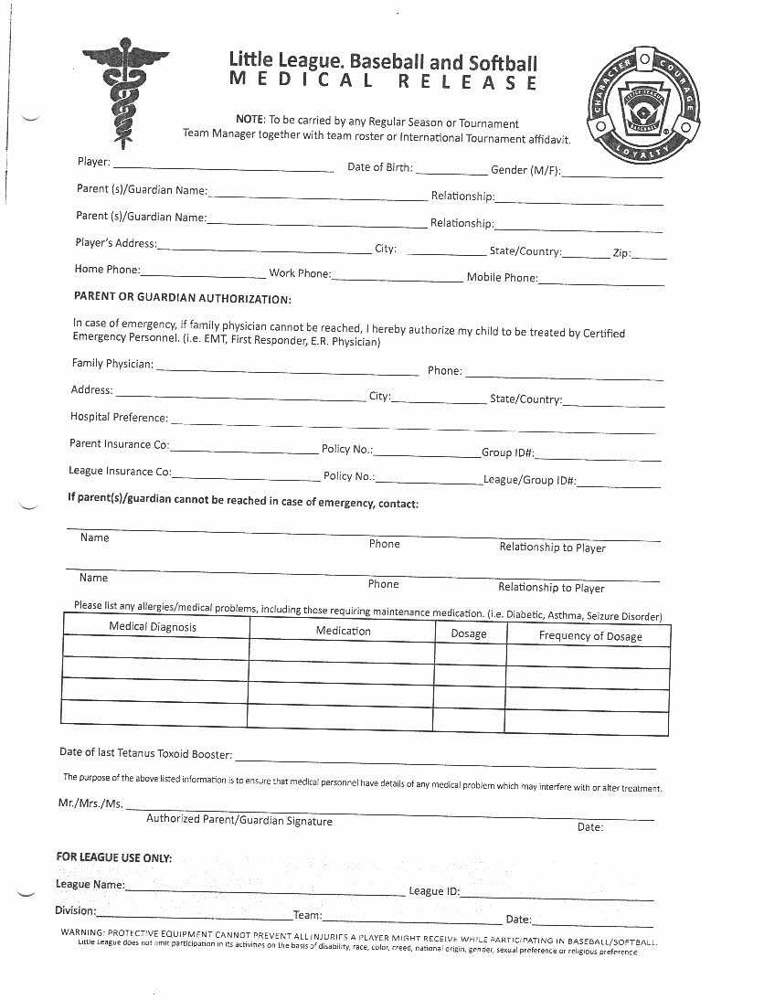 Little League. Baseball and Softball
MEDICAL RELEASE
CHARACTER COURAGE LOYALTY
LITTLE LEAGUE BASEBALL
NOTE: To be carried by any Regular Season or Tournament
Team Manager together with team roster or International Tournament affidavit.
Player: Date of Birth: Gender (M/F):
Parent (s)/Guardian Name: Relationship:
Parent (s)/Guardian Name: Relationship:
Player's Address: City: State/Country: Zip:
Home Phone: Work Phone: Mobile Phone:
PARENT OR GUARDIAN AUTHORIZATION:
In case of emergency, if family physician cannot be reached, I hereby authorize my child to be treated by Certified
Emergency Personnel. (i.e. EMT, First Responder, E.R. Physician)
Family Physician: Phone:
Address: City: State/Country:
Hospital Preference:
Parent Insurance Co: Policy No.: Group ID#:
League Insurance Co: Policy No.: League/Group ID#:
If parent(s)/guardian cannot be reached in case of emergency, contact:
Name Phone Relationship to Player
Name Phone Relationship to Player
Please list any allergies/medical problems, including those requiring maintenance medication. (i.e. Diabetic, Asthma, Seizure Disorder)
Medical Diagnosis Medication Dosage Frequency of Dosage
Date of last Tetanus Toxoid Booster:
The purpose of the above listed information is to ensure that medical personnel have details of any medical problem which may interfere with or alter treatment.
Mr./Mrs./Ms.
Authorized Parent/Guardian Signature Date:
FOR LEAGUE USE ONLY:
League Name: League ID:
Division: Team: Date:
WARNING: PROTECTIVE EQUIPMENT CANNOT PREVENT ALL INJURIES A PLAYER MIGHT RECEIVE WHILE PARTICIPATING IN BASEBALL/SOFTBALL.
Little League does not limit participation in its activities on the basis of disability, race, color, creed, national origin, gender, sexual preference or religious preference.